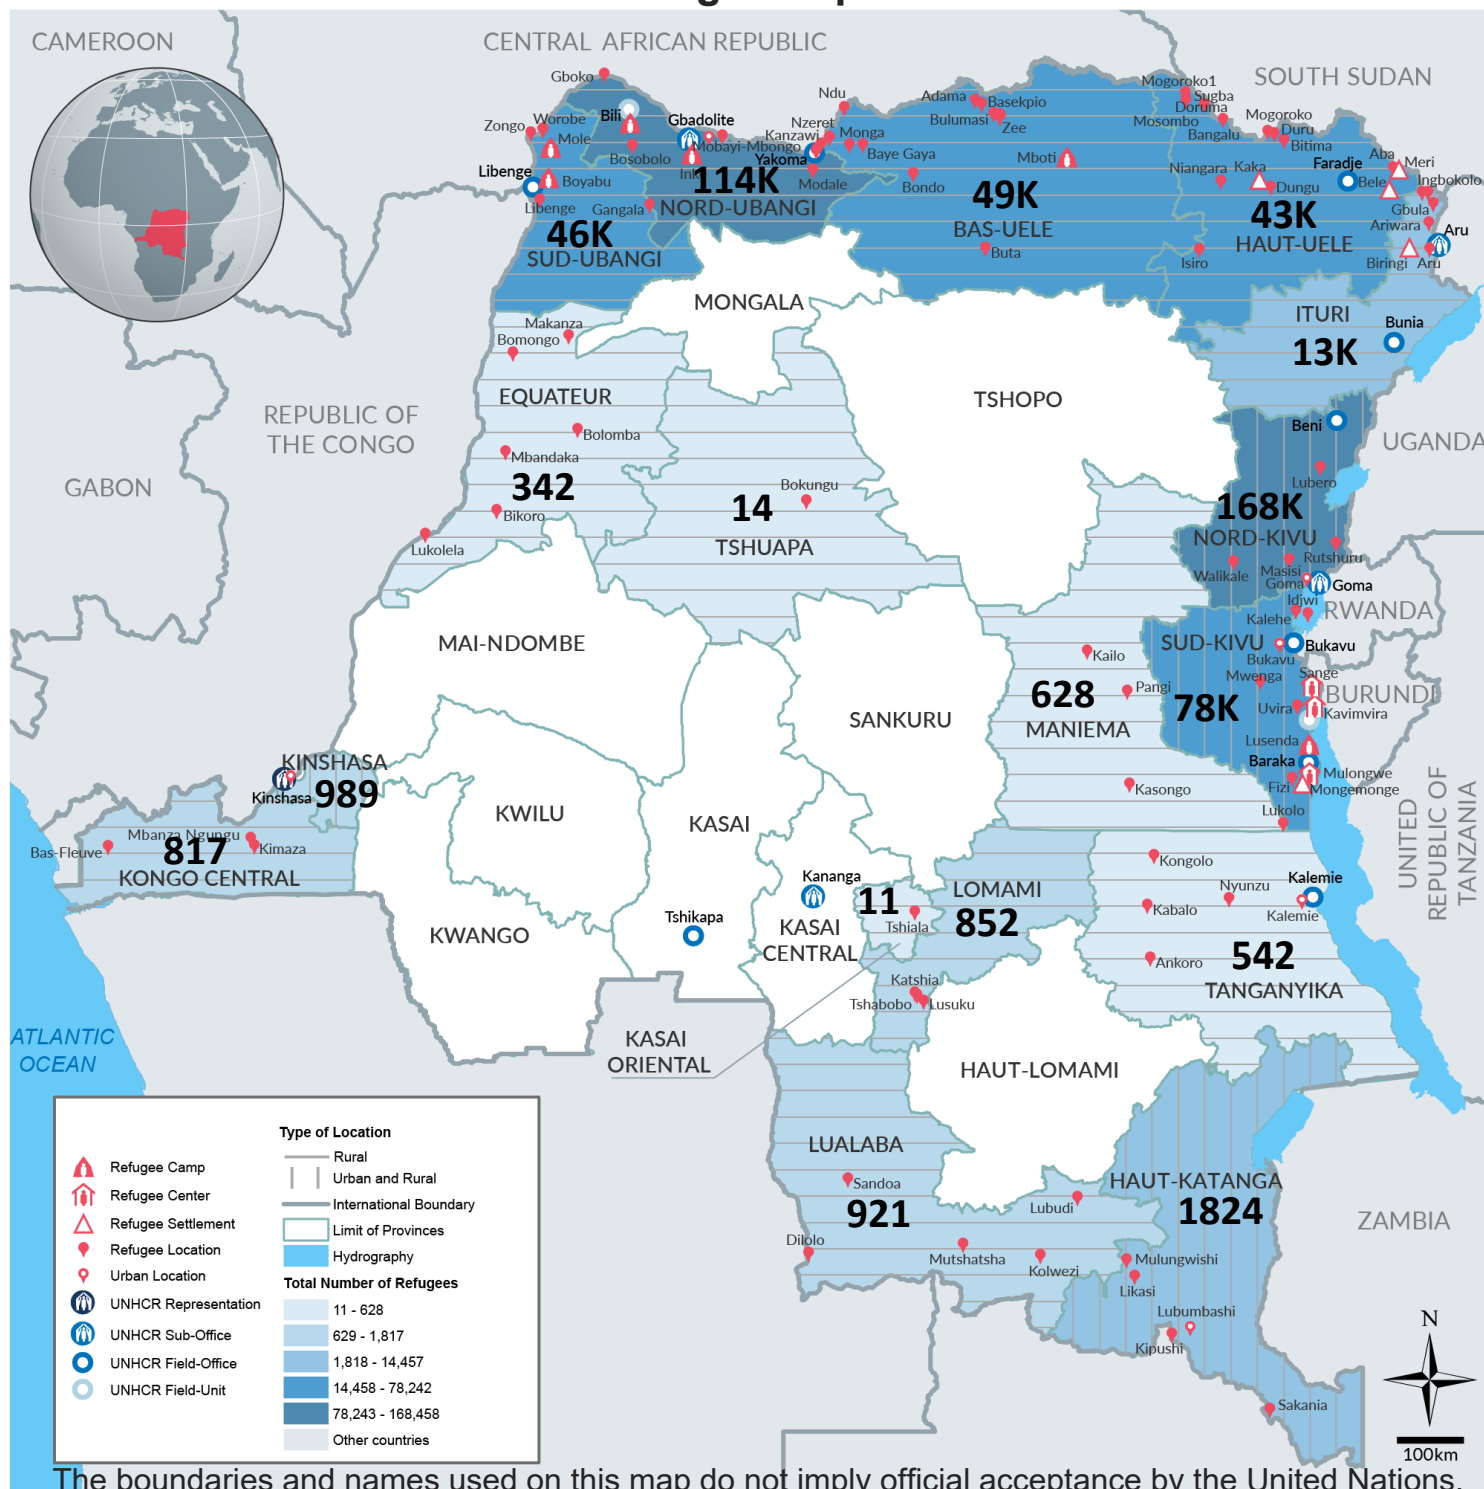 CAMEROON
CENTRAL AFRICAN REPUBLIC
SOUTH SUDAN
Gboko
Ndu
Adama
Basekpio
Bulumasi
Zee
Mogoroko1
Sugba
Doruma
Mosombo
Bangalu
Mogoroko
Duru
Bitima
Zongo
Worobe
Mole
Bili
Gbadolite
Nzeret
Kanzawi
Monga
Mobayi-Mbongo
Yakoma
Baye Gaya
Mboti
Bosobolo
Modale
Bondo
Niangara
Kaka
Dungu
Faradje
Aba
Meri
Bele
Ingbokolo
Gbula
Ariwara
Aru
Biringi
Aru
Libenge
Boyabu
Libenge
Gangala
114K
NORD-UBANGI
46K
SUD-UBANGI
49K
BAS-UELE
Buta
43K
HAUT-UELE
Isiro
MONGALA
ITURI
13K
Bunia
Makanza
Bomongo
EQUATEUR
TSHOPO
REPUBLIC OF
THE CONGO
Bolomba
Mbandaka
342
Bikoro
Lukolela
Beni
UGANDA
GABON
Lubero
Bokungu
14
TSHUAPA
168K
NORD-KIVU
Rutshuru
Walikale
Masisi
Goma
Goma
Idjwi
Kalehe
RWANDA
MAI-NDOMBE
SUD-KIVU
Bukavu
Bukavu
Kailo
Mwenga
Sange
Pangi
628
MANIEMA
78K
BURUNDI
Uvira
Kavimvira
SANKURU
Lusenda
Baraka
Mulongwe
Fizi
Mongemonge
Kasongo
Lukolo
UNITED
REPUBLIC OF
TANZANIA
KINSHASA
989
Kinshasa
KWILU
KASAI
Mbanza Ngungu
Bas-Fleuve
817
Kimaza
KONGO CENTRAL
Kongolo
Kananga
11
Tshiala
LOMAMI
852
Nyunzu
Kalemie
Kabalo
Kalemie
Tshikapa
KWANGO
KASAI
CENTRAL
542
Ankoro
TANGANYIKA
Katshia
Tshabobo
Lusuku
KASAI
ORIENTAL
ATLANTIC
OCEAN
HAUT-LOMAMI
LUALABA
Sandoa
921
HAUT-KATANGA
1824
Lubudi
Dilolo
Mutshatsha
Kolwezi
Mulungwishi
Likasi
Lubumbashi
Kipushi
Sakania
ZAMBIA
N
100km
Refugee Camp
Refugee Center
Refugee Settlement
Refugee Location
Urban Location
UNHCR Representation
UNHCR Sub-Office
UNHCR Field-Office
UNHCR Field-Unit
Type of Location
Rural
Urban and Rural
International Boundary
Limit of Provinces
Hydrography
Total Number of Refugees
11 - 628
629 - 1,817
1,818 - 14,457
14,458 - 78,242
78,243 - 168,458
Other countries
The boundaries and names used on this map do not imply official acceptance by the United Nations.